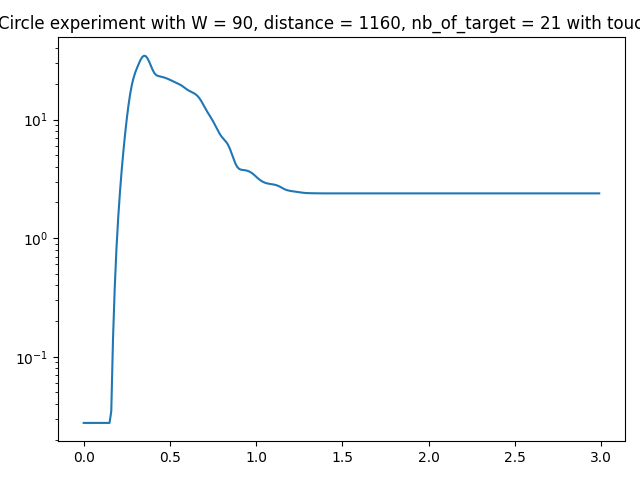 Circle experiment with W = 90, distance = 1160, nb_of_target = 21 with touc
10¹
10⁰
10⁻¹
0.0 0.5 1.0 1.5 2.0 2.5 3.0